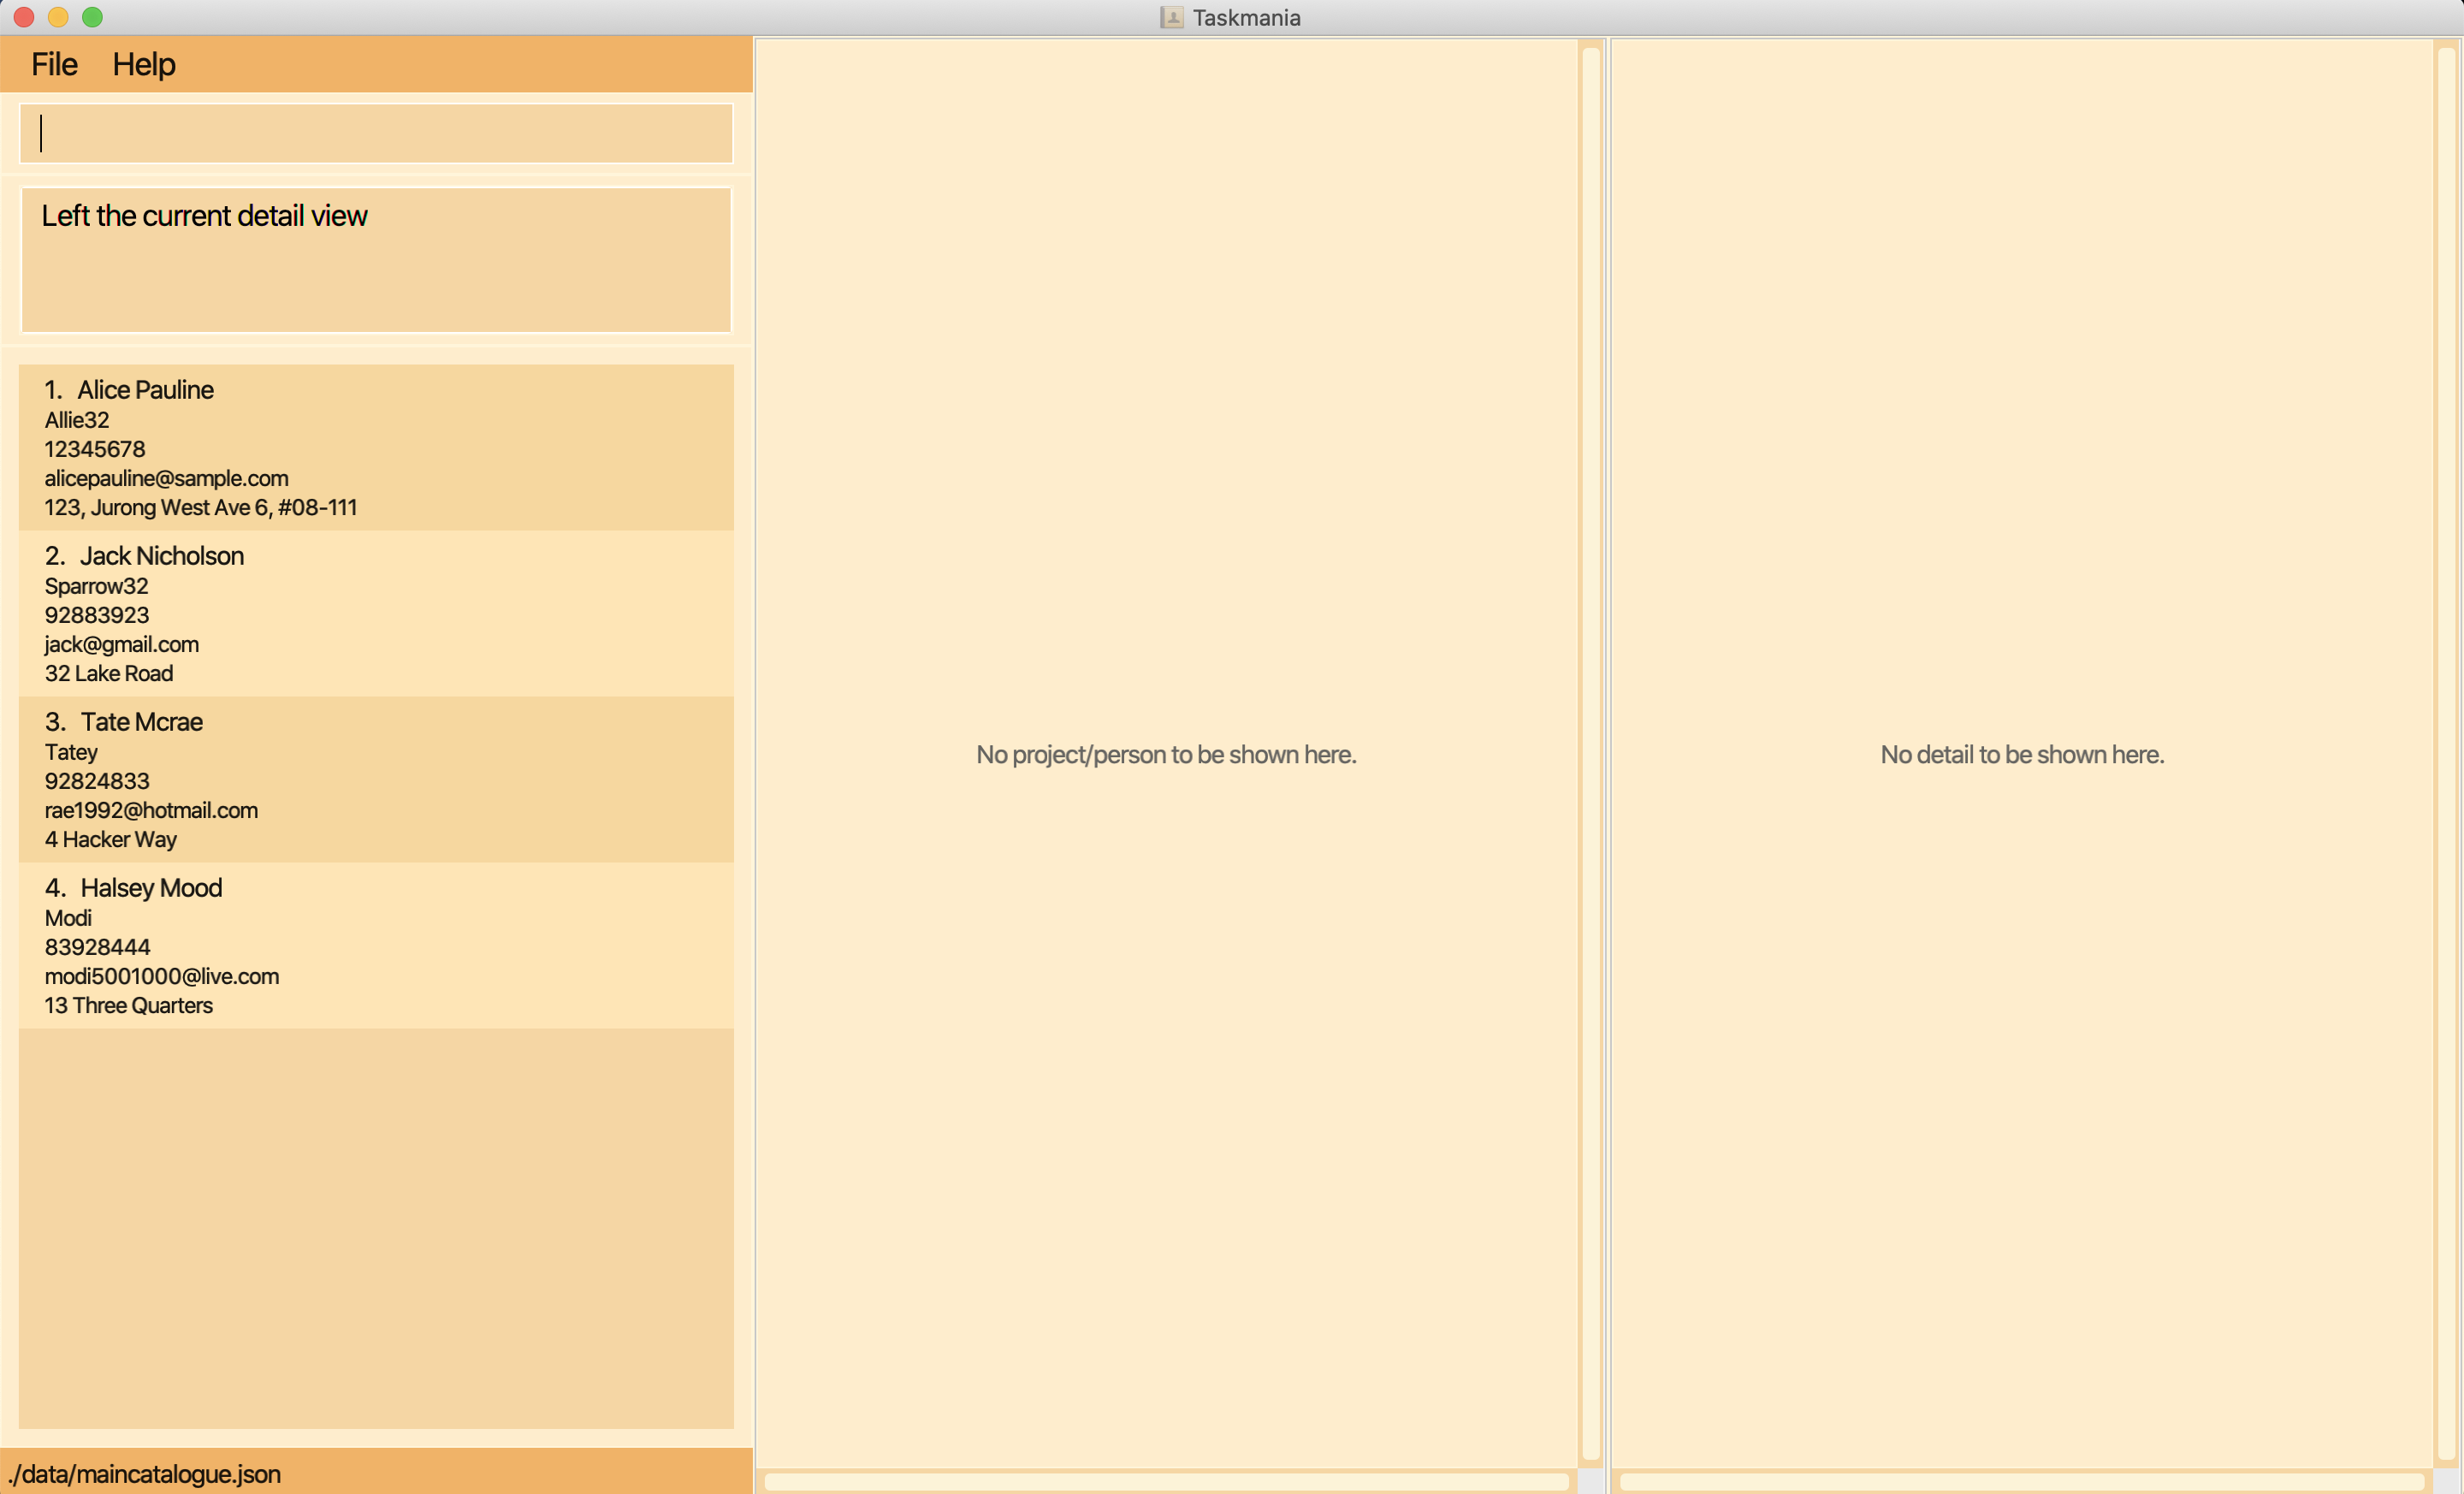 Taskmania
File Help
Left the current detail view
1. Alice Pauline
Allie32
12345678
alicepauline@sample.com
123, Jurong West Ave 6, #08-111
2. Jack Nicholson
Sparrow32
92883923
jack@gmail.com
32 Lake Road
3. Tate Mcrae
Tatey
92824833
rae1992@hotmail.com
4 Hacker Way
4. Halsey Mood
Modi
83928444
modi5001000@live.com
13 Three Quarters
./data/maincatalogue.json
No project/person to be shown here.
No detail to be shown here.